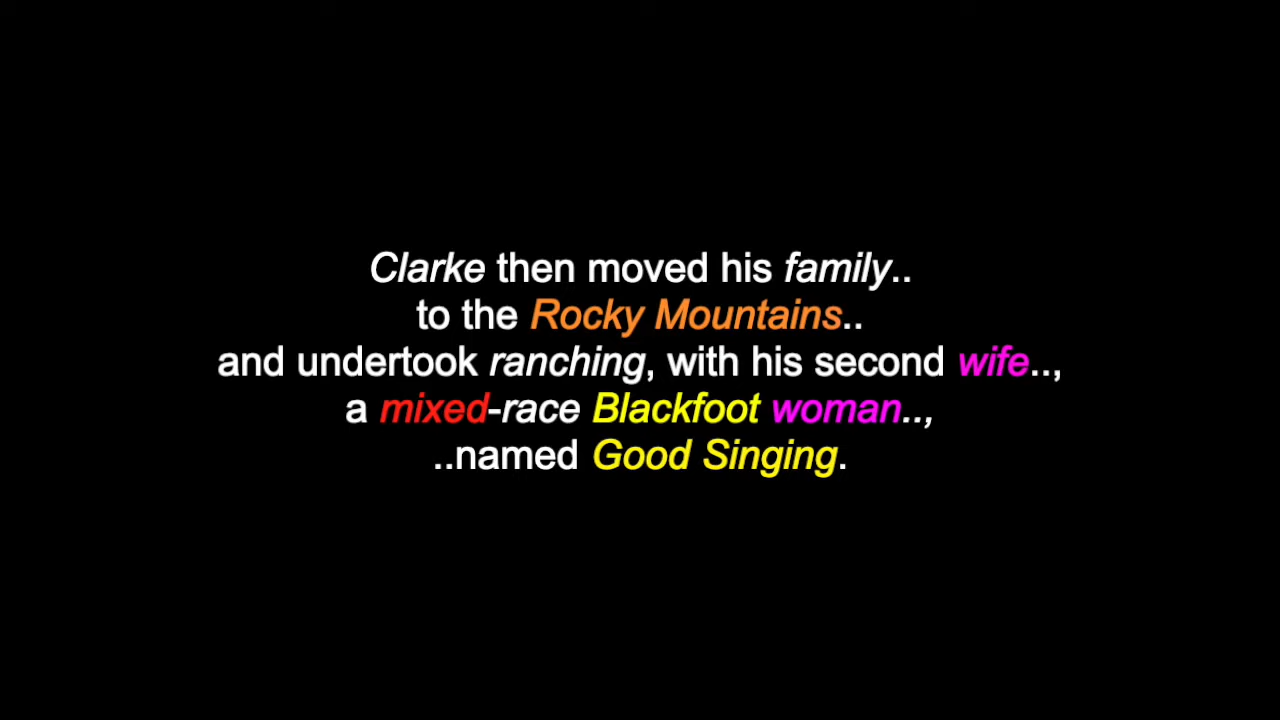 Clarke then moved his family..
to the Rocky Mountains..
and undertook ranching, with his second wife..,
a mixed-race Blackfoot woman..,
..named Good Singing.